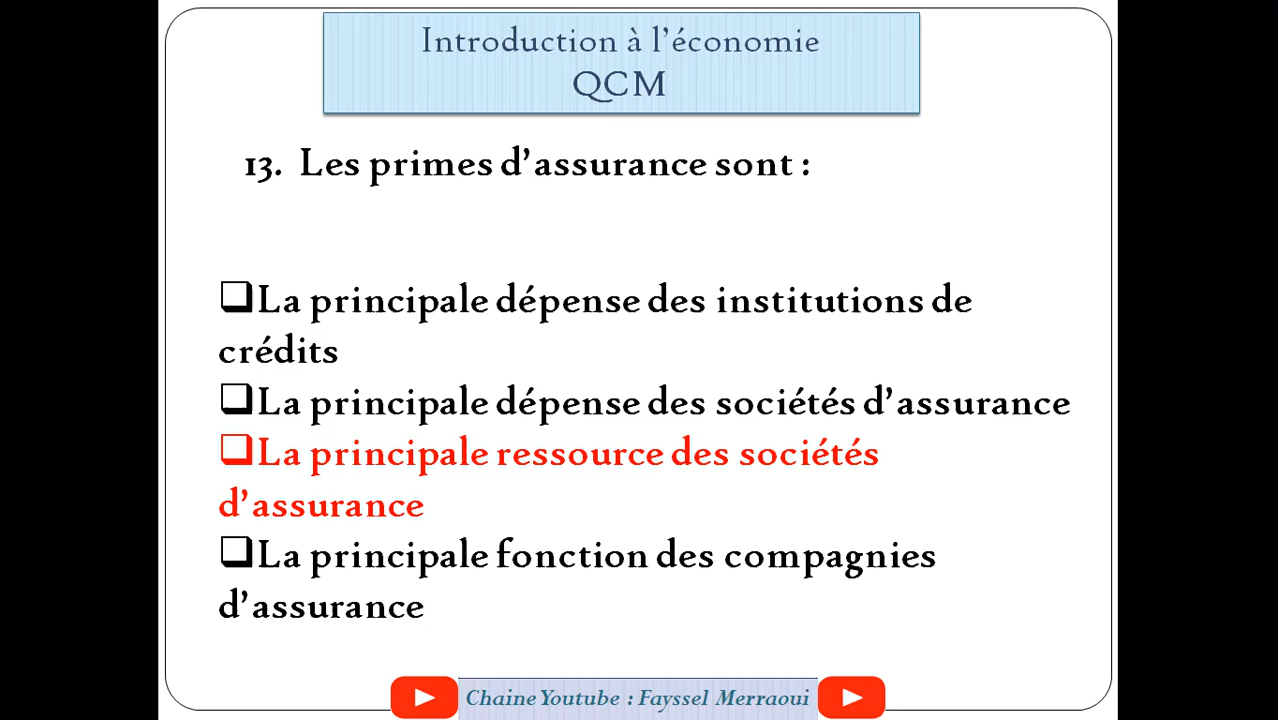 Introduction à l'économie
QCM
13. Les primes d'assurance sont :
❑La principale dépense des institutions de
crédits
❑La principale dépense des sociétés d'assurance
❑La principale ressource des sociétés
d'assurance
❑La principale fonction des compagnies
d'assurance
Chaine Youtube : Fayssel Merraoui